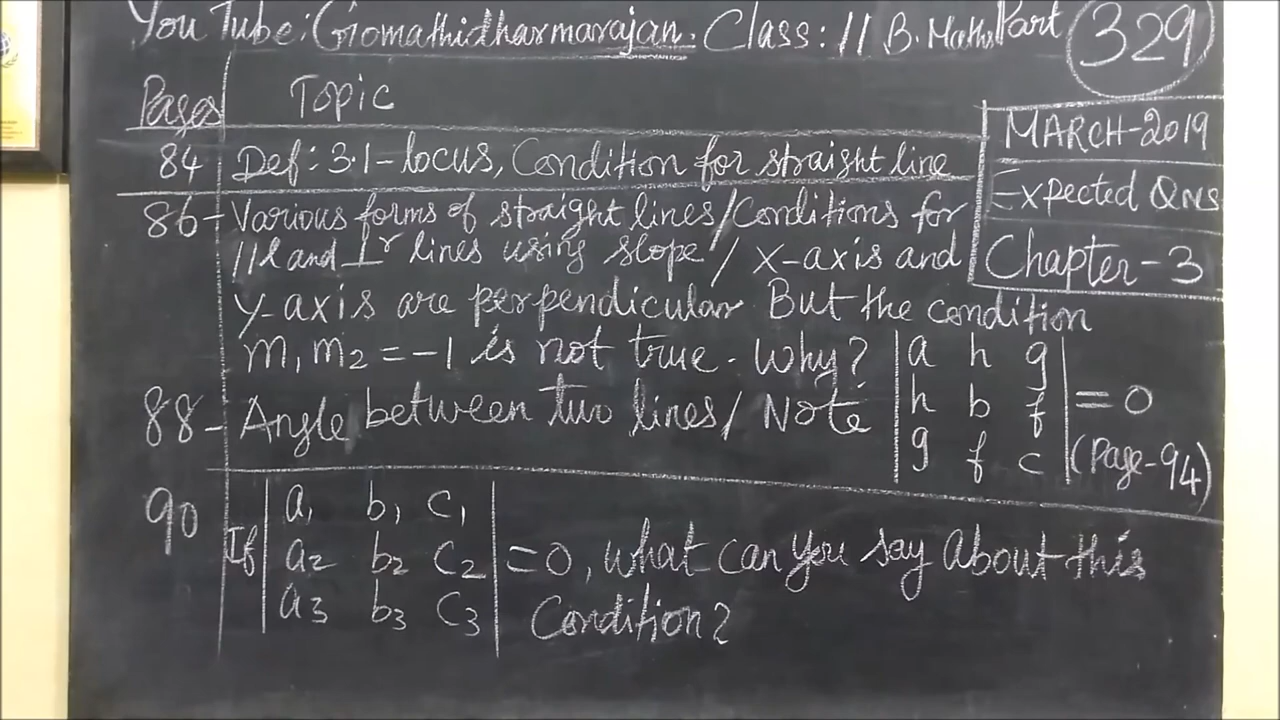 You Tube: Gomathidharmarajan. Class: 11 B. Maths Part 329
Pages Topic
MARCH-2019
Expected QNS
Chapter-3
84 Def: 3.1-locus, Condition for straight line
86- Various forms of straight lines/Conditions for
//l and ⊥r lines using slope/ x-axis and
y-axis are perpendicular But the condition
m₁ m₂ = -1 is not true. Why?
88- Angle between two lines/ Note
| a h g |
| h b f | = 0
| g f c | (Page-94)
90 If | a₁ b₁ c₁ |
| a₂ b₂ c₂ | = 0, what can you say about this
| a₃ b₃ c₃ | Condition?